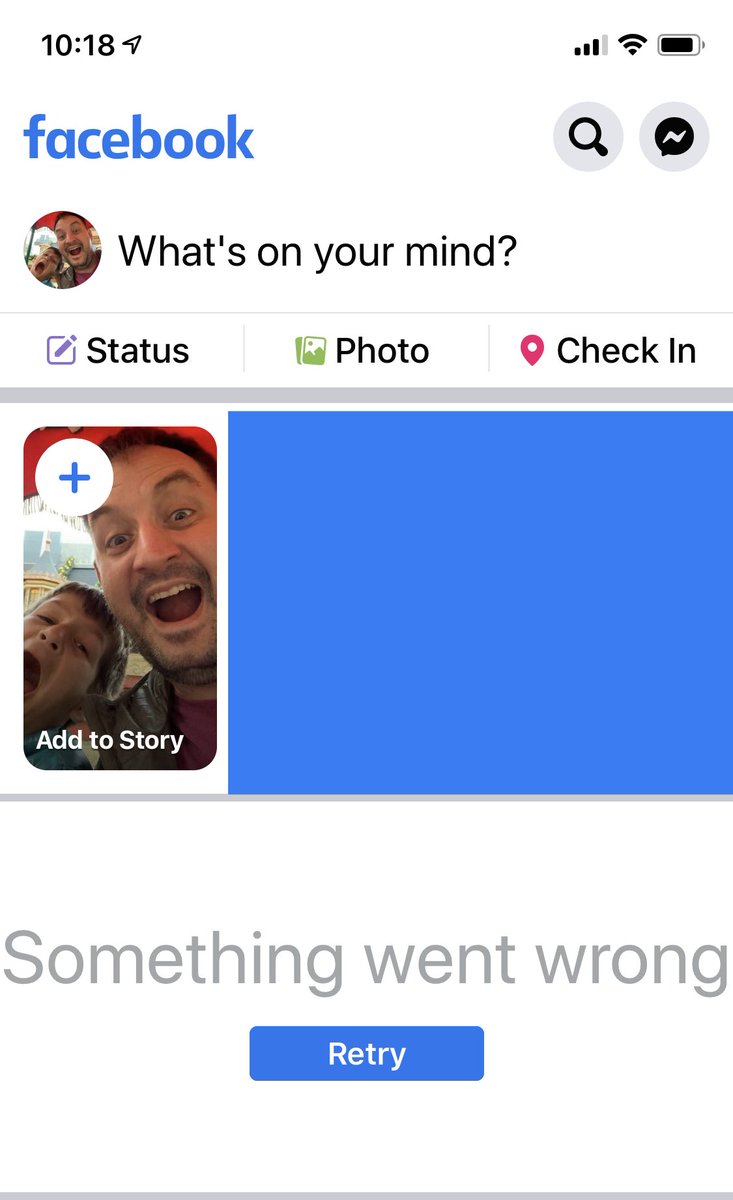 10:18
facebook
What's on your mind?
Status Photo Check In
Add to Story
Something went wrong
Retry